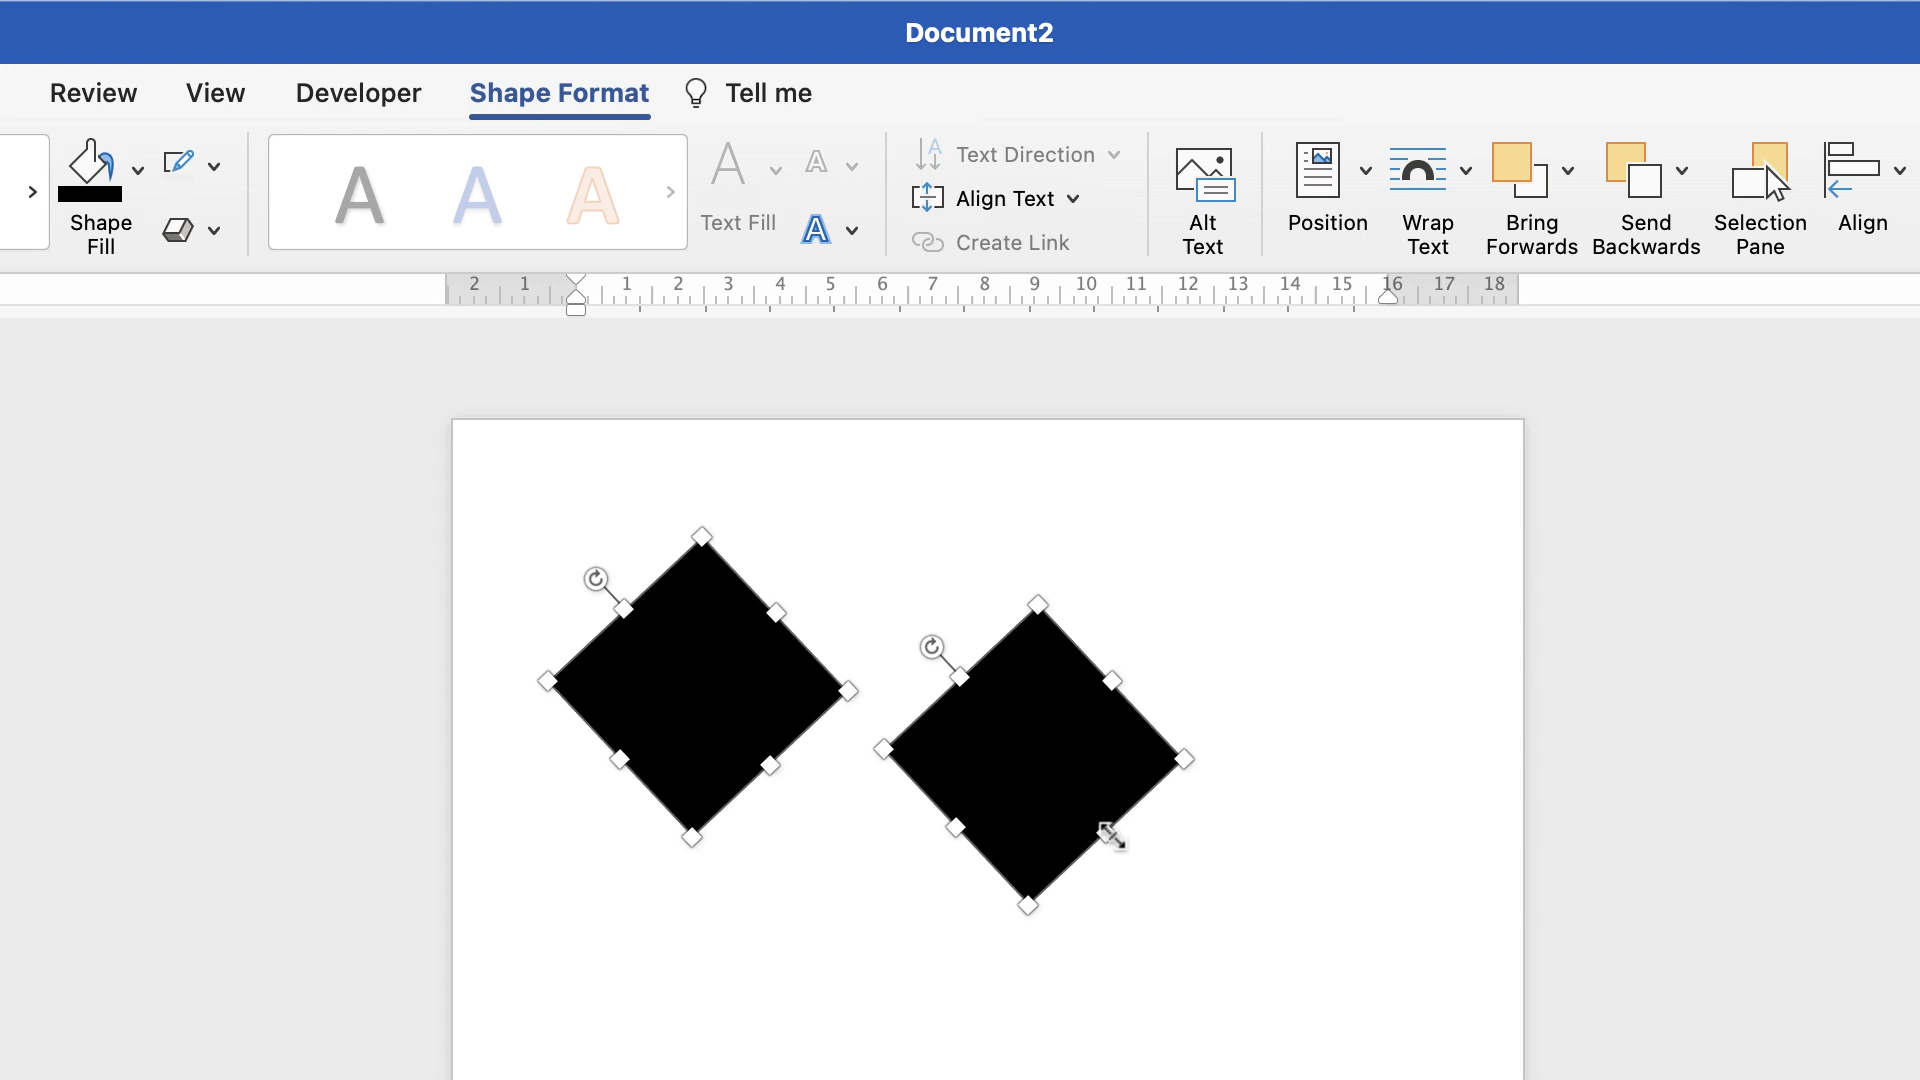 Document2
Review View Developer Shape Format Tell me
Shape
Fill
A A A
Text Fill
Text Direction
Align Text
Create Link
Alt
Text
Position
Wrap
Text
Bring
Forwards
Send
Backwards
Selection
Pane
Align
2 1 1 2 3 4 5 6 7 8 9 10 11 12 13 14 15 16 17 18